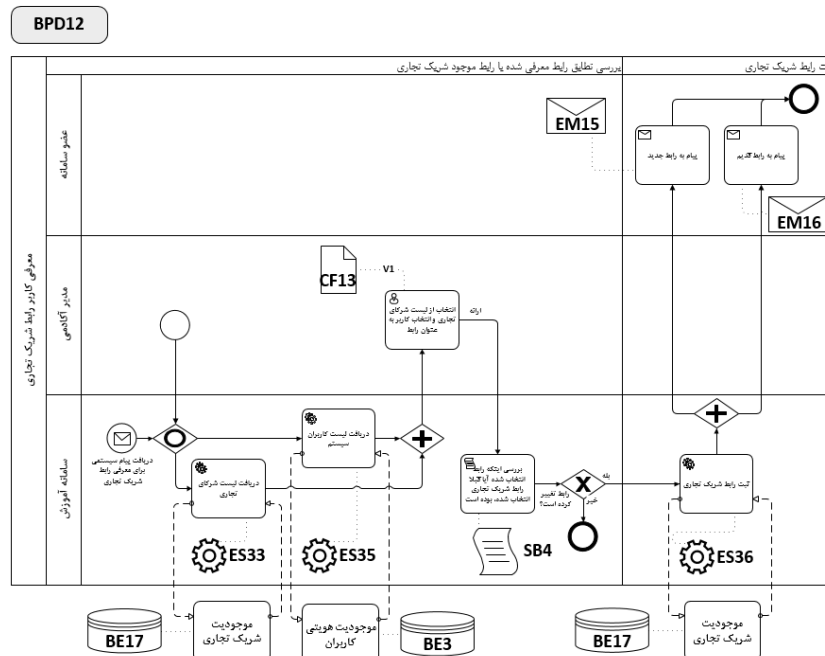 BPD12
بررسی تطابق رابط معرفی شده با رابط موجود شریک تجاری
ت رابط شریک تجاری
معرفی کاربر رابط شریک تجاری
عضو سامانه
EM15
پیام به رابط جدید
پیام به رابط قدیم
EM16
مدیر آکادمی
CF13
V1
انتخاب از لیست شرکای
تجاری و انتخاب کاربر به
عنوان رابط
ارائه
سامانه آموزش
دریافت پیام سیستمی
برای معرفی رابط
شریک تجاری
دریافت لیست کاربران
سیستم
دریافت لیست شرکای
تجاری
بررسی اینکه رابط
انتخاب شده آیا قبلا
رابط شریک تجاری
انتخاب شده، بوده است
رابط تغییر
کرده است؟
بله
خیر
ثبت رابط شریک تجاری
ES33
ES35
SB4
ES36
BE17
موجودیت
شریک تجاری
موجودیت هویتی
کاربران
BE3
BE17
موجودیت
شریک تجاری